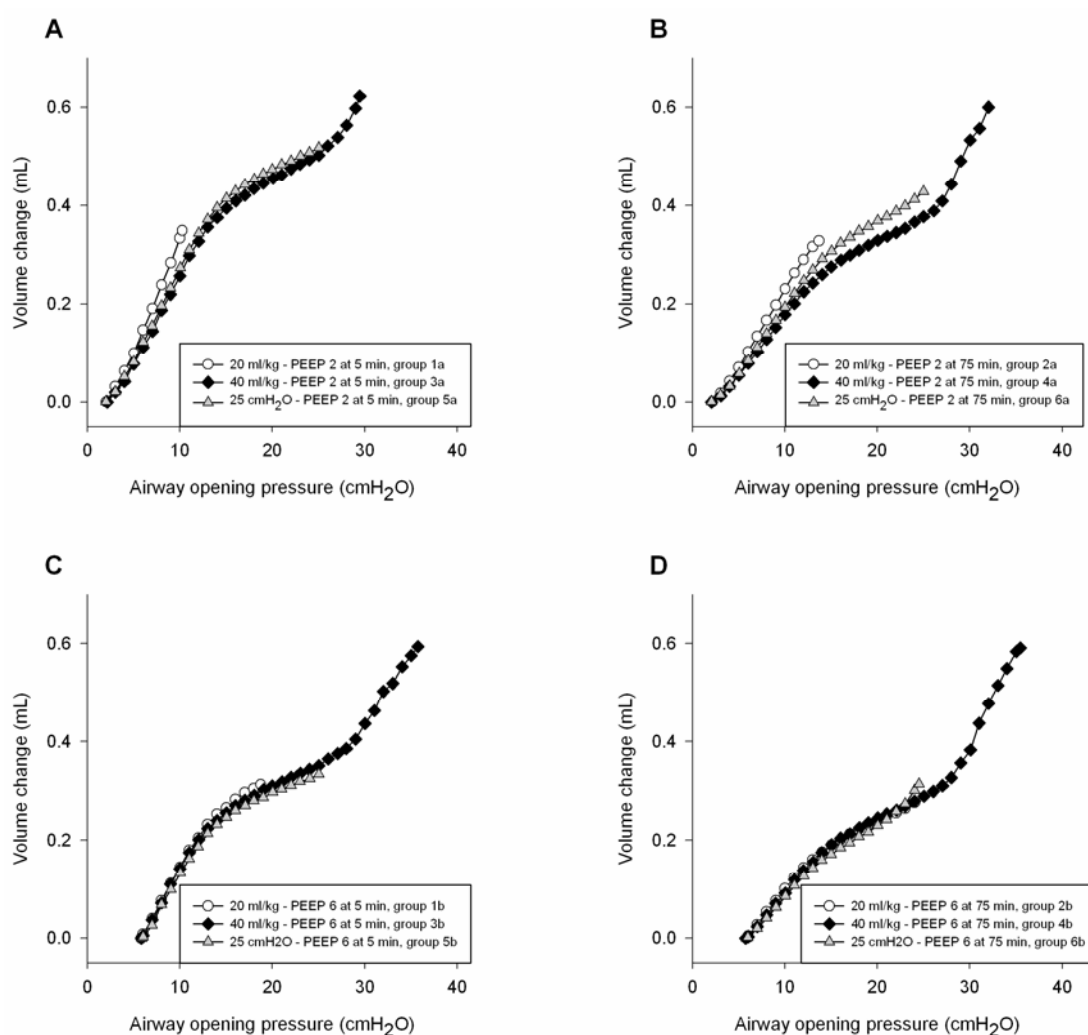 A
Volume change (mL)
0.6
0.4
0.2
0.0
20 ml/kg - PEEP 2 at 5 min, group 1a
40 ml/kg - PEEP 2 at 5 min, group 3a
25 cmH2O - PEEP 2 at 5 min, group 5a
0 10 20 30 40
Airway opening pressure (cmH2O)
B
Volume change (mL)
0.6
0.4
0.2
0.0
20 ml/kg - PEEP 2 at 75 min, group 2a
40 ml/kg - PEEP 2 at 75 min, group 4a
25 cmH2O - PEEP 2 at 75 min, group 6a
0 10 20 30 40
Airway opening pressure (cmH2O)
C
Volume change (mL)
0.6
0.4
0.2
0.0
20 ml/kg - PEEP 6 at 5 min, group 1b
40 ml/kg - PEEP 6 at 5 min, group 3b
25 cmH2O - PEEP 6 at 5 min, group 5b
0 10 20 30 40
Airway opening pressure (cmH2O)
D
Volume change (mL)
0.6
0.4
0.2
0.0
20 ml/kg - PEEP 6 at 75 min, group 2b
40 ml/kg - PEEP 6 at 75 min, group 4b
25 cmH2O - PEEP 6 at 75 min, group 6b
0 10 20 30 40
Airway opening pressure (cmH2O)